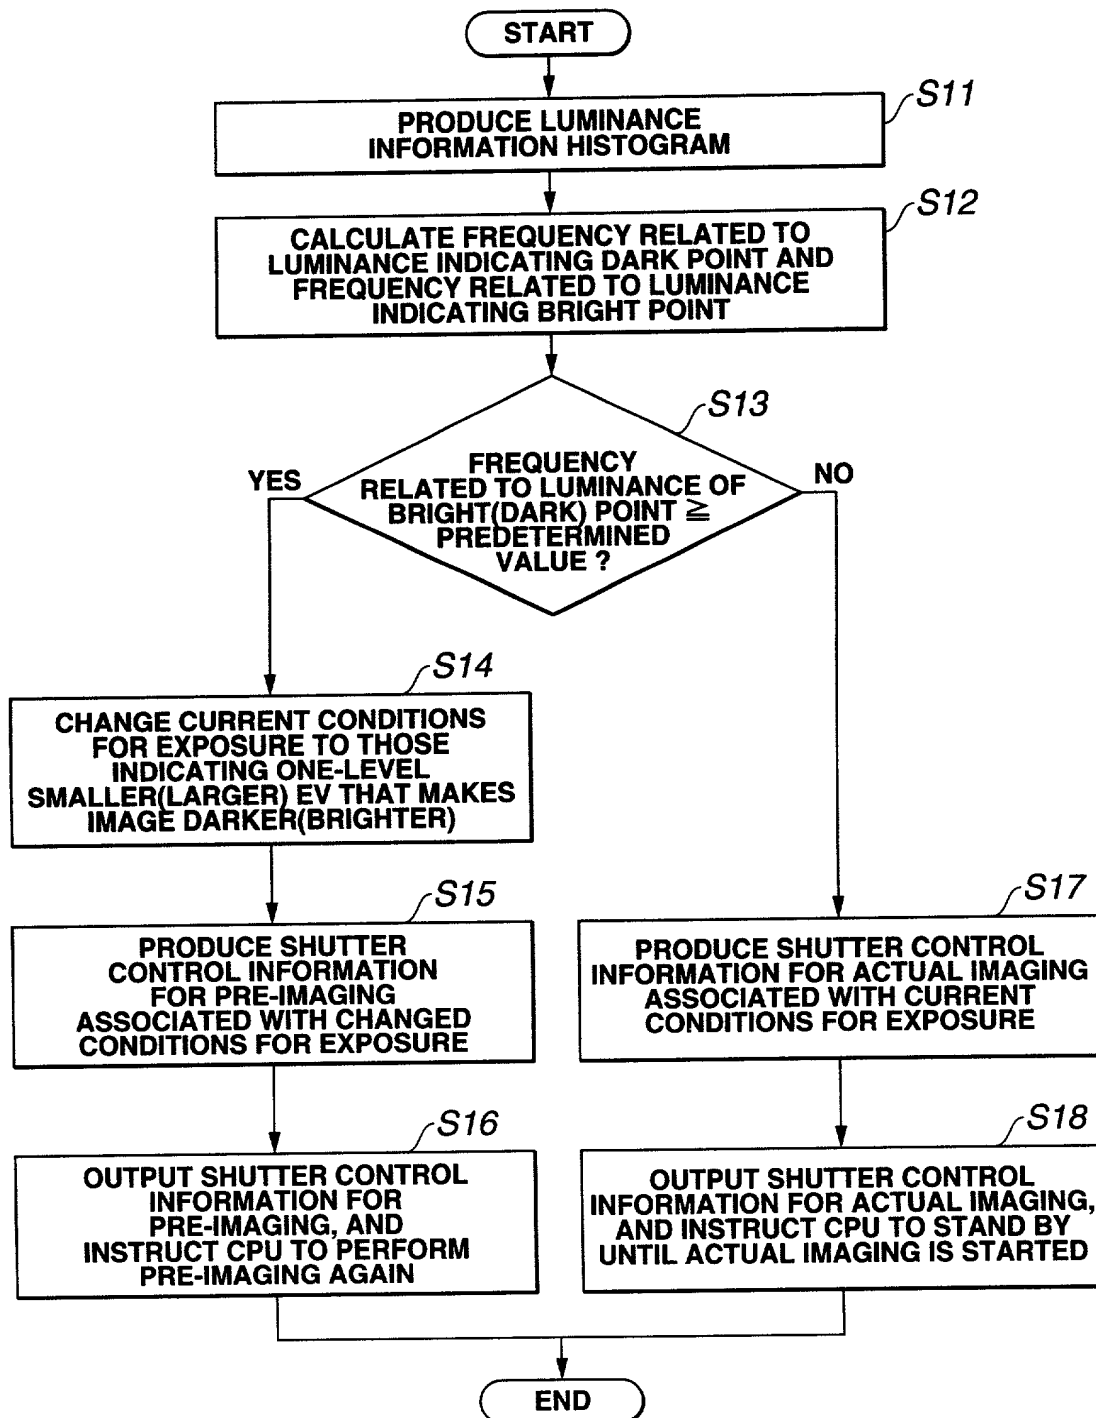 START
S11
PRODUCE LUMINANCE
INFORMATION HISTOGRAM
S12
CALCULATE FREQUENCY RELATED TO
LUMINANCE INDICATING DARK POINT AND
FREQUENCY RELATED TO LUMINANCE
INDICATING BRIGHT POINT
S13
YES
NO
FREQUENCY
RELATED TO LUMINANCE OF
BRIGHT(DARK) POINT ≧
PREDETERMINED
VALUE ?
S14
CHANGE CURRENT CONDITIONS
FOR EXPOSURE TO THOSE
INDICATING ONE-LEVEL
SMALLER(LARGER) EV THAT MAKES
IMAGE DARKER(BRIGHTER)
S15
PRODUCE SHUTTER
CONTROL INFORMATION
FOR PRE-IMAGING
ASSOCIATED WITH CHANGED
CONDITIONS FOR EXPOSURE
S17
PRODUCE SHUTTER CONTROL
INFORMATION FOR ACTUAL IMAGING
ASSOCIATED WITH CURRENT
CONDITIONS FOR EXPOSURE
S16
OUTPUT SHUTTER CONTROL
INFORMATION FOR
PRE-IMAGING, AND
INSTRUCT CPU TO PERFORM
PRE-IMAGING AGAIN
S18
OUTPUT SHUTTER CONTROL
INFORMATION FOR ACTUAL IMAGING,
AND INSTRUCT CPU TO STAND BY
UNTIL ACTUAL IMAGING IS STARTED
END